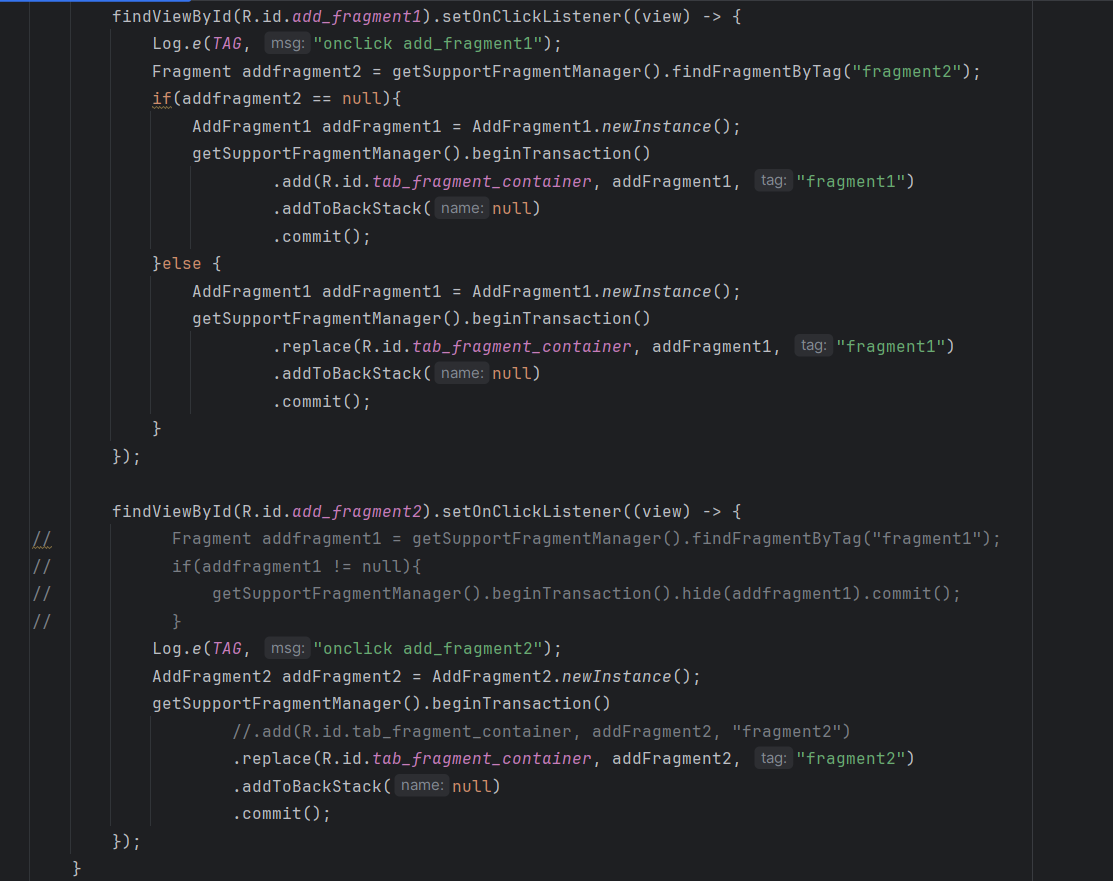 findViewById(R.id.add_fragment1).setOnClickListener((view) -> {
Log.e(TAG, msg: "onclick add_fragment1");
Fragment addfragment2 = getSupportFragmentManager().findFragmentByTag("fragment2");
if(addfragment2 == null){
AddFragment1 addFragment1 = AddFragment1.newInstance();
getSupportFragmentManager().beginTransaction()
.add(R.id.tab_fragment_container, addFragment1, tag: "fragment1")
.addToBackStack( name: null)
.commit();
}else {
AddFragment1 addFragment1 = AddFragment1.newInstance();
getSupportFragmentManager().beginTransaction()
.replace(R.id.tab_fragment_container, addFragment1, tag: "fragment1")
.addToBackStack( name: null)
.commit();
}
});
findViewById(R.id.add_fragment2).setOnClickListener((view) -> {
// Fragment addfragment1 = getSupportFragmentManager().findFragmentByTag("fragment1");
// if(addfragment1 != null){
// getSupportFragmentManager().beginTransaction().hide(addfragment1).commit();
// }
Log.e(TAG, msg: "onclick add_fragment2");
AddFragment2 addFragment2 = AddFragment2.newInstance();
getSupportFragmentManager().beginTransaction()
//.add(R.id.tab_fragment_container, addFragment2, "fragment2")
.replace(R.id.tab_fragment_container, addFragment2, tag: "fragment2")
.addToBackStack( name: null)
.commit();
});
}